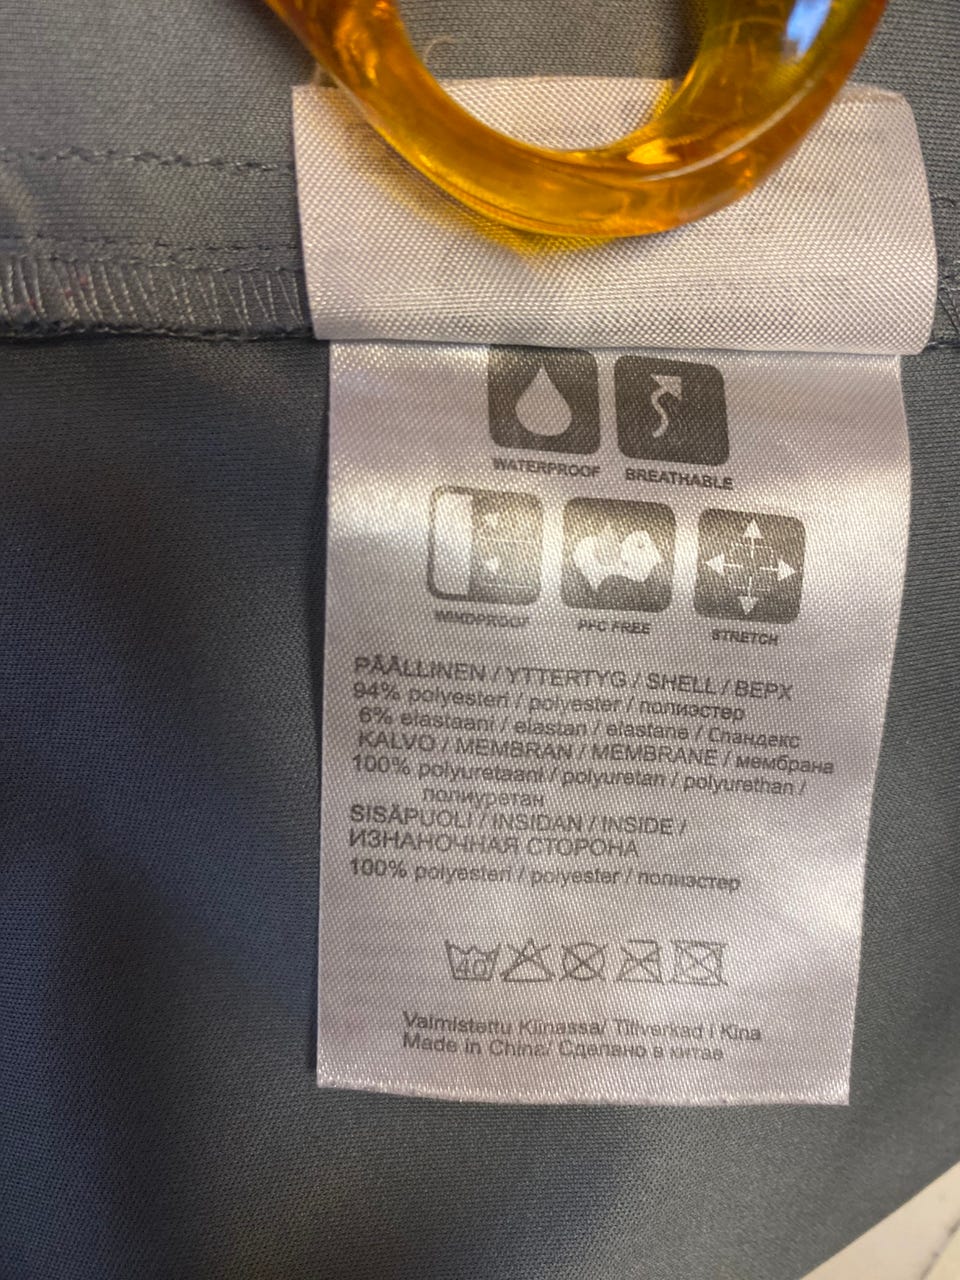 WATERPROOF BREATHABLE
WINDPROOF PFC FREE STRETCH
PÄÄLLINEN / YTTERTYG / SHELL / ВЕРХ
94% polyesteri / polyester / полиэстер
6% elastaani / elastan / elastane / Спандекс
KALVO / MEMBRAN / MEMBRANE / мембрана
100% polyuretaani / polyuretan / polyurethan /
полиуретан
SISÄPUOLI / INSIDAN / INSIDE /
ИЗНАНОЧНАЯ СТОРОНА
100% polyesteri / polyester / полиэстер
40
Valmistettu Kiinassa/ Tillverkad i Kina
Made in China/ Сделано в китае